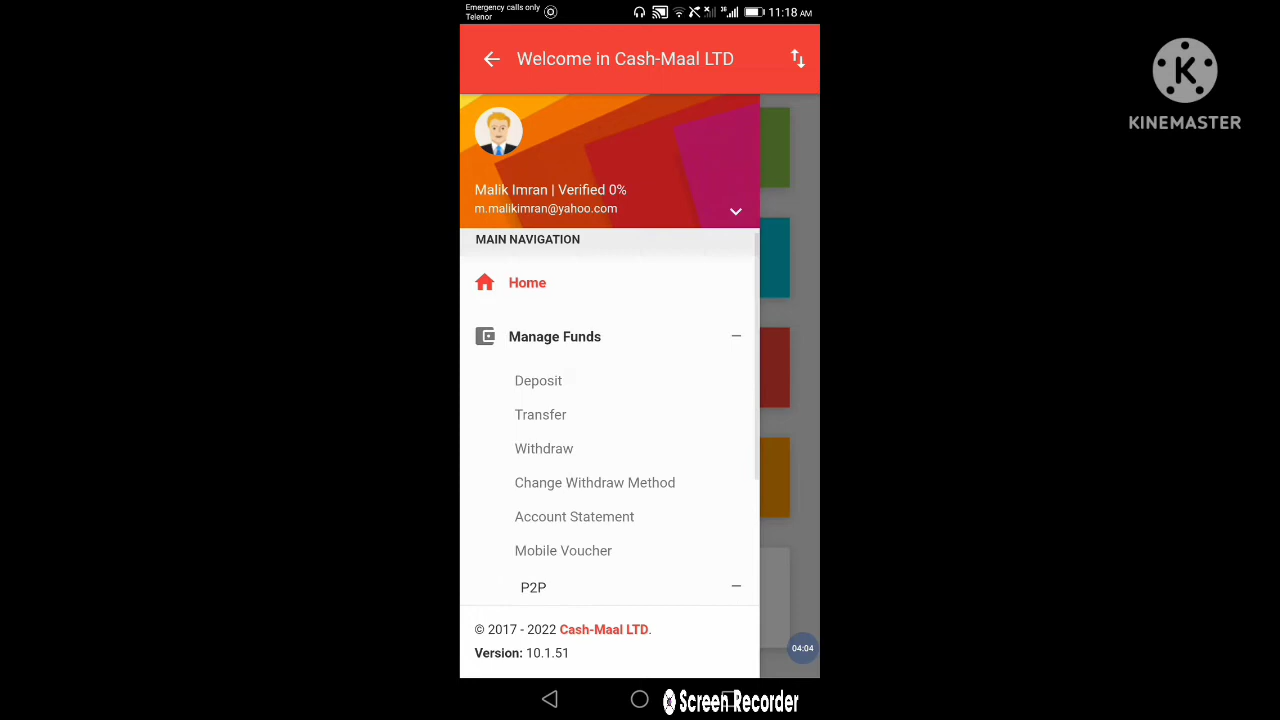 Emergency calls only
Telenor
3G
11:18 AM
Welcome in Cash-Maal LTD
K
KINEMASTER
Malik Imran | Verified 0%
m.malikimran@yahoo.com
MAIN NAVIGATION
Home
Manage Funds
Deposit
Transfer
Withdraw
Change Withdraw Method
Account Statement
Mobile Voucher
P2P
© 2017 - 2022 Cash-Maal LTD.
Version: 10.1.51
04:04
Screen Recorder